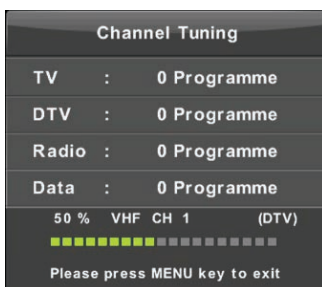 Channel Tuning
TV : 0 Programme
DTV : 0 Programme
Radio : 0 Programme
Data : 0 Programme
50 % VHF CH 1 (DTV)
Please press MENU key to exit